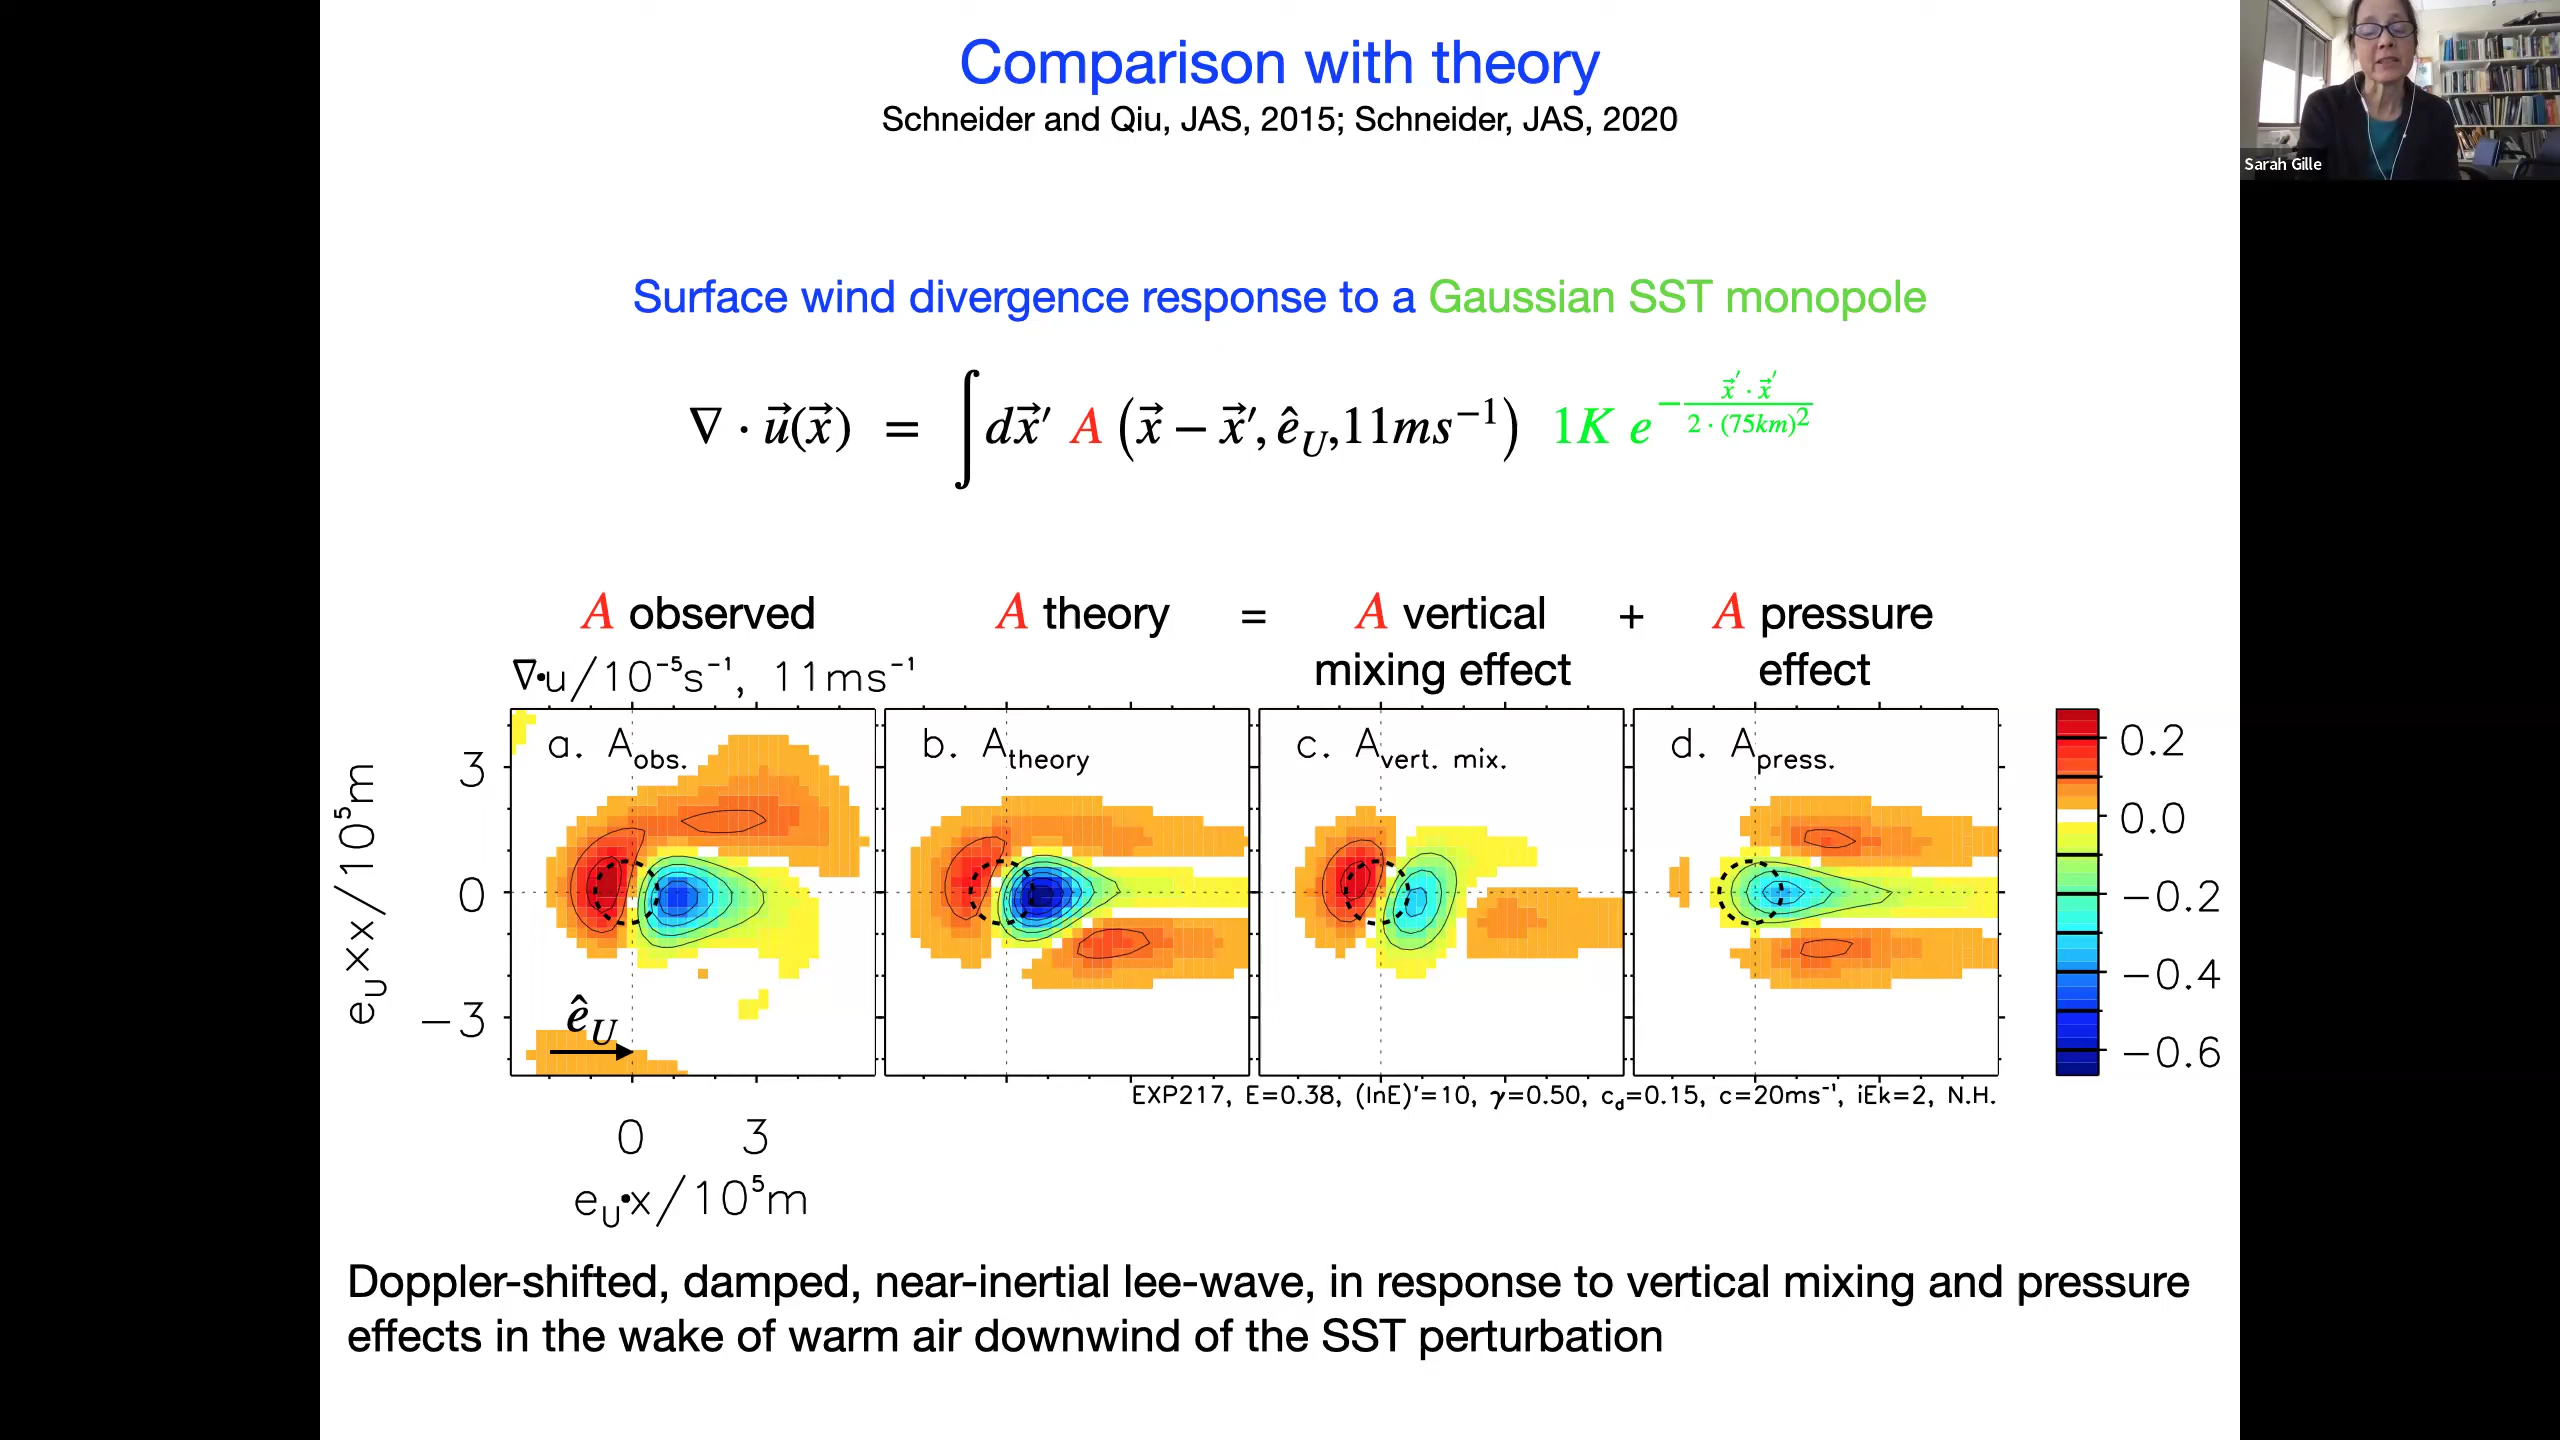 Comparison with theory
Schneider and Qiu, JAS, 2015; Schneider, JAS, 2020
Sarah Gille
Surface wind divergence response to a Gaussian SST monopole
∇ · u⃗(x⃗) = ∫ dx⃗′ A (x⃗ − x⃗′, ê_U, 11ms⁻¹) 1K e^{−(x⃗′ · x⃗′)/(2 · (75km)²)}
A observed
A theory = A vertical mixing effect + A pressure effect
∇•u/10⁻⁵s⁻¹, 11ms⁻¹
a. A_obs.
b. A_theory
c. A_vert. mix.
d. A_press.
e_U×x/10⁵m
3
0
−3
ê_U
0.2
0.0
−0.2
−0.4
−0.6
EXP217, E=0.38, (lnE)′=10, γ=0.50, c_d=0.15, c=20ms⁻¹, iEk=2, N.H.
0 3
e_U•x/10⁵m
Doppler-shifted, damped, near-inertial lee-wave, in response to vertical mixing and pressure
effects in the wake of warm air downwind of the SST perturbation